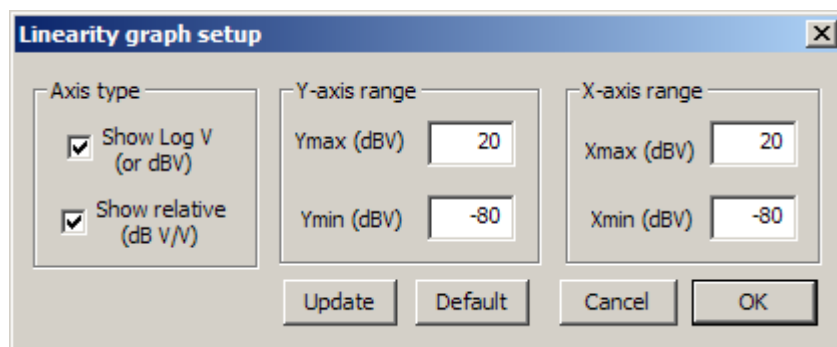 Linearity graph setup
Axis type
Show Log V
(or dBV)
Show relative
(dB V/V)
Y-axis range
Ymax (dBV) 20
Ymin (dBV) -80
X-axis range
Xmax (dBV) 20
Xmin (dBV) -80
Update Default Cancel OK